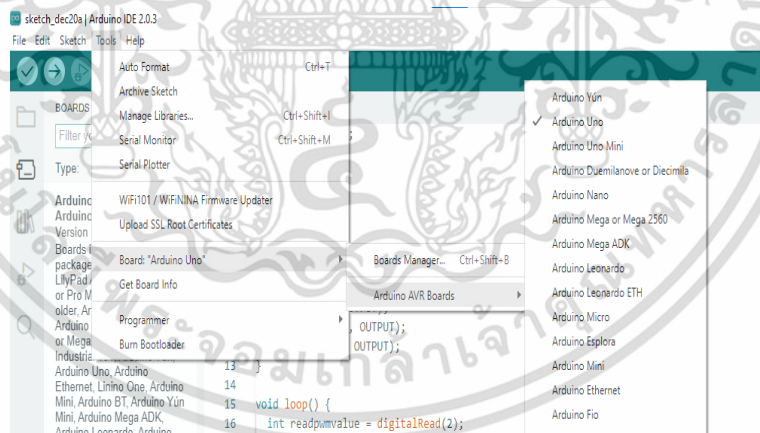 sketch_dec20a | Arduino IDE 2.0.3
File Edit Sketch Tools Help
Auto Format Ctrl+T
Archive Sketch
Manage Libraries... Ctrl+Shift+I
Serial Monitor Ctrl+Shift+M
Serial Plotter
WiFi101 / WiFiNINA Firmware Updater
Upload SSL Root Certificates
Board: "Arduino Uno"
Get Board Info
Programmer
Burn Bootloader
Boards Manager... Ctrl+Shift+B
Arduino AVR Boards
Arduino Yún
Arduino Uno
Arduino Uno Mini
Arduino Duemilanove or Diecimila
Arduino Nano
Arduino Mega or Mega 2560
Arduino Mega ADK
Arduino Leonardo
Arduino Leonardo ETH
Arduino Micro
Arduino Esplora
Arduino Mini
Arduino Ethernet
Arduino Fio
BOARDS
Filter
Type:
Arduino
Arduino
Version
Boards
package
LilyPad
or Pro M
older, Ar
Arduino
or Mega
Industria
Arduino Uno, Arduino
Ethernet, Linino One, Arduino
Mini, Arduino BT, Arduino Yún
Mini, Arduino Mega ADK,
Arduino Leonardo, Arduino
, OUTPUT);
OUTPUT);
13 }
14
15 void loop() {
16 int readpwmvalue = digitalRead(2);